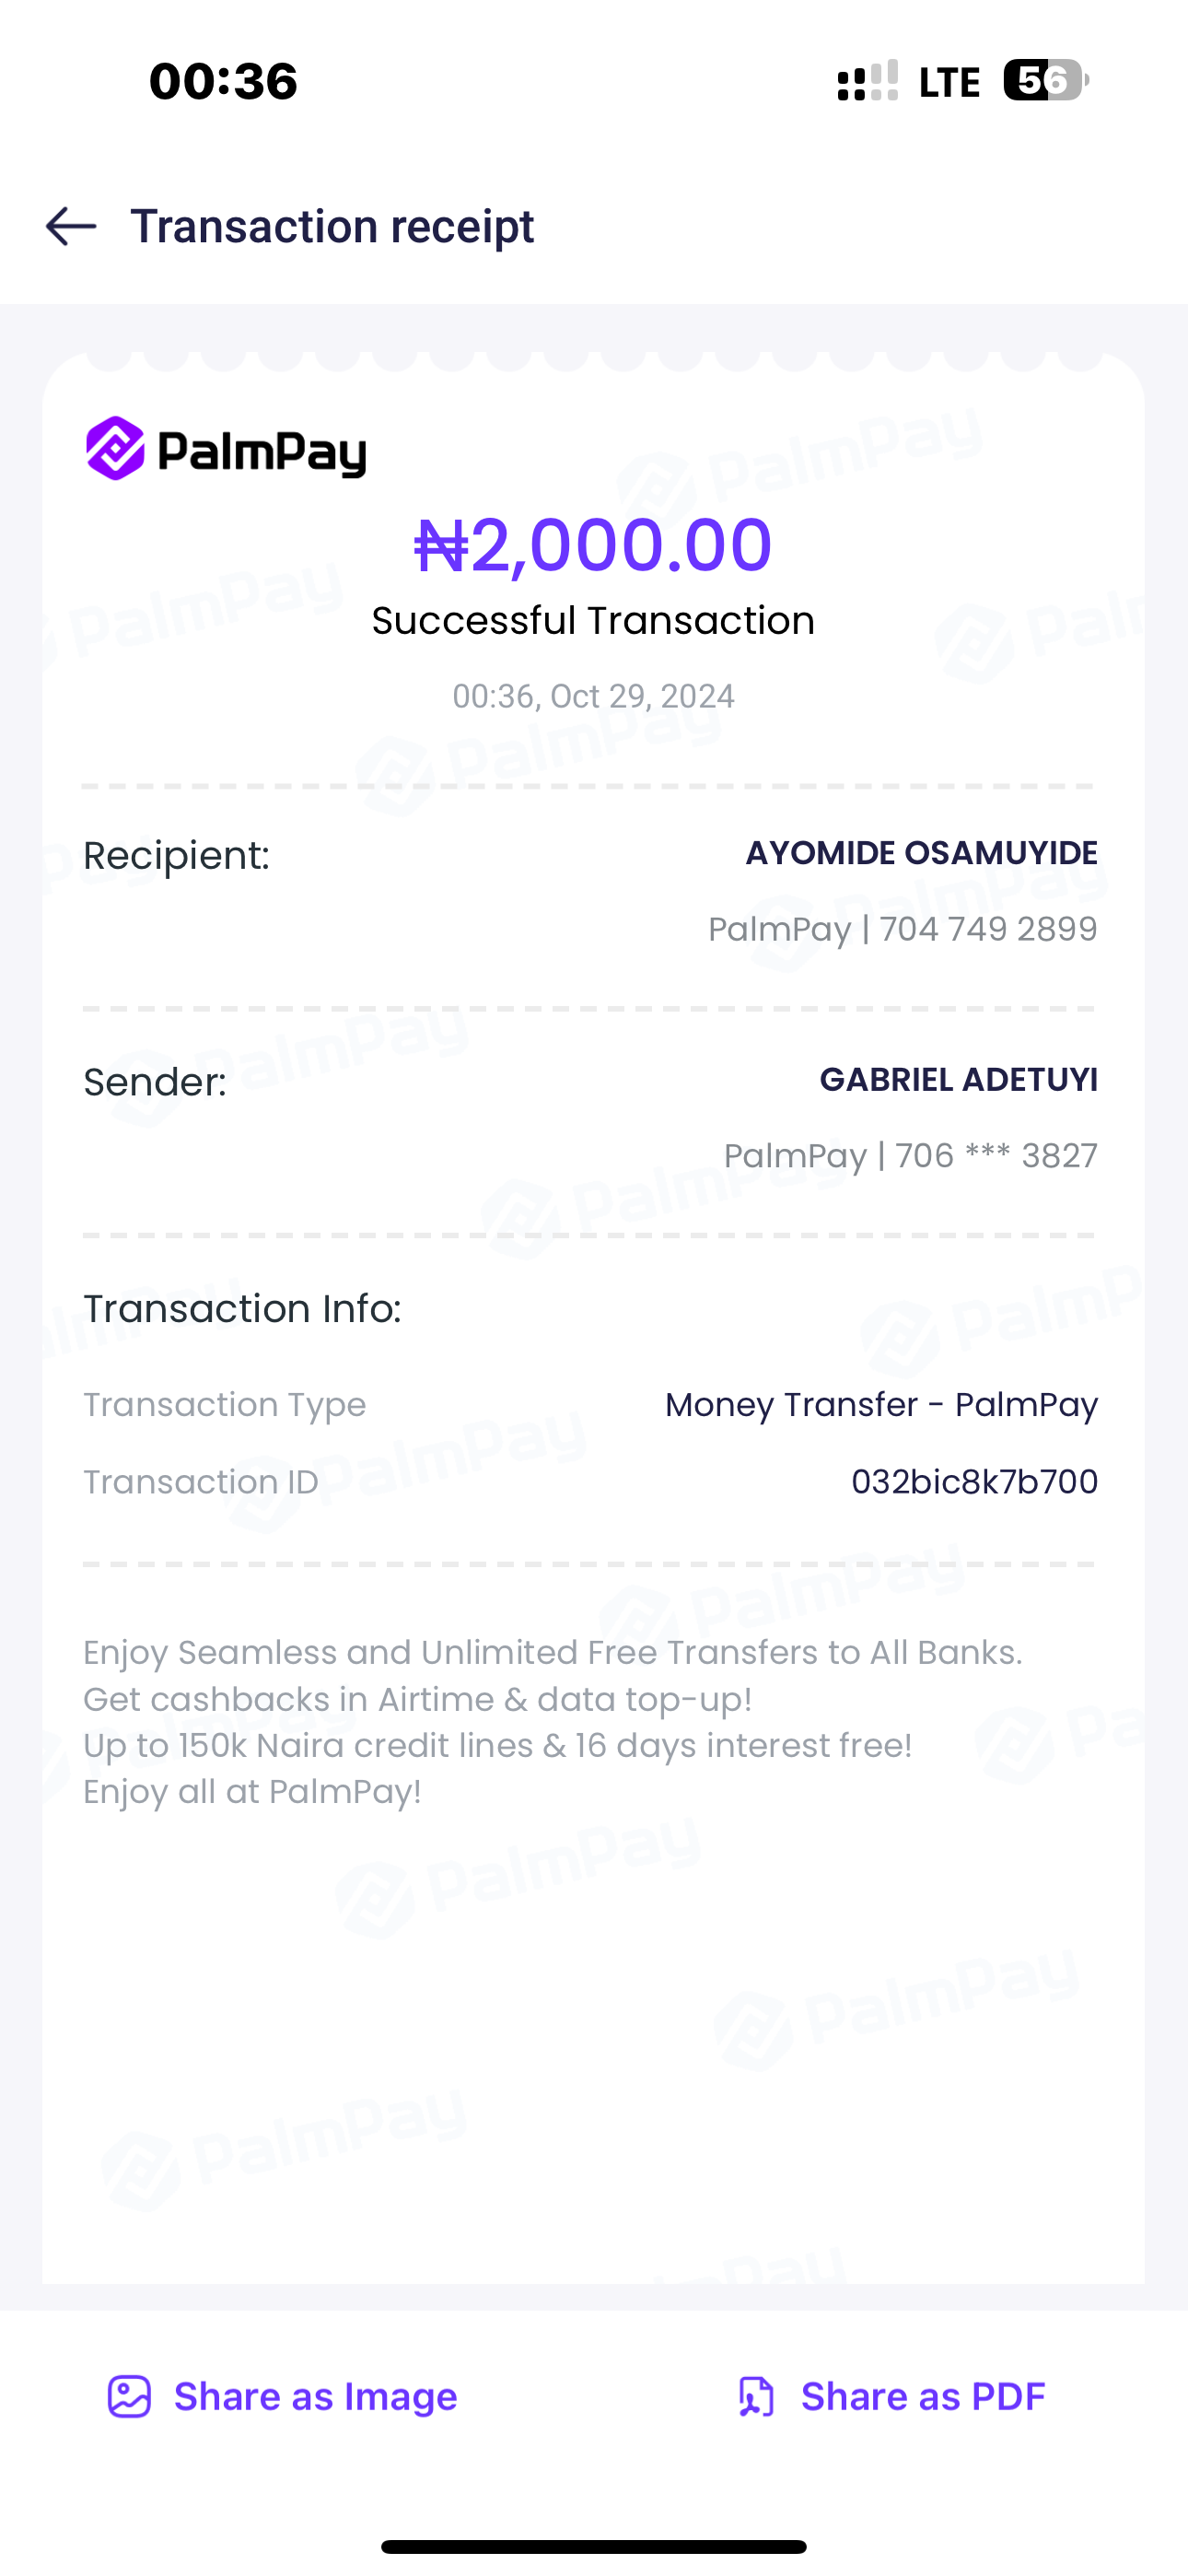 00:36 LTE 56
Transaction receipt
PalmPay
₦2,000.00
Successful Transaction
00:36, Oct 29, 2024
Recipient: AYOMIDE OSAMUYIDE
PalmPay | 704 749 2899
Sender: GABRIEL ADETUYI
PalmPay | 706 *** 3827
Transaction Info:
Transaction Type Money Transfer - PalmPay
Transaction ID 032bic8k7b700
Enjoy Seamless and Unlimited Free Transfers to All Banks.
Get cashbacks in Airtime & data top-up!
Up to 150k Naira credit lines & 16 days interest free!
Enjoy all at PalmPay!
Share as Image Share as PDF